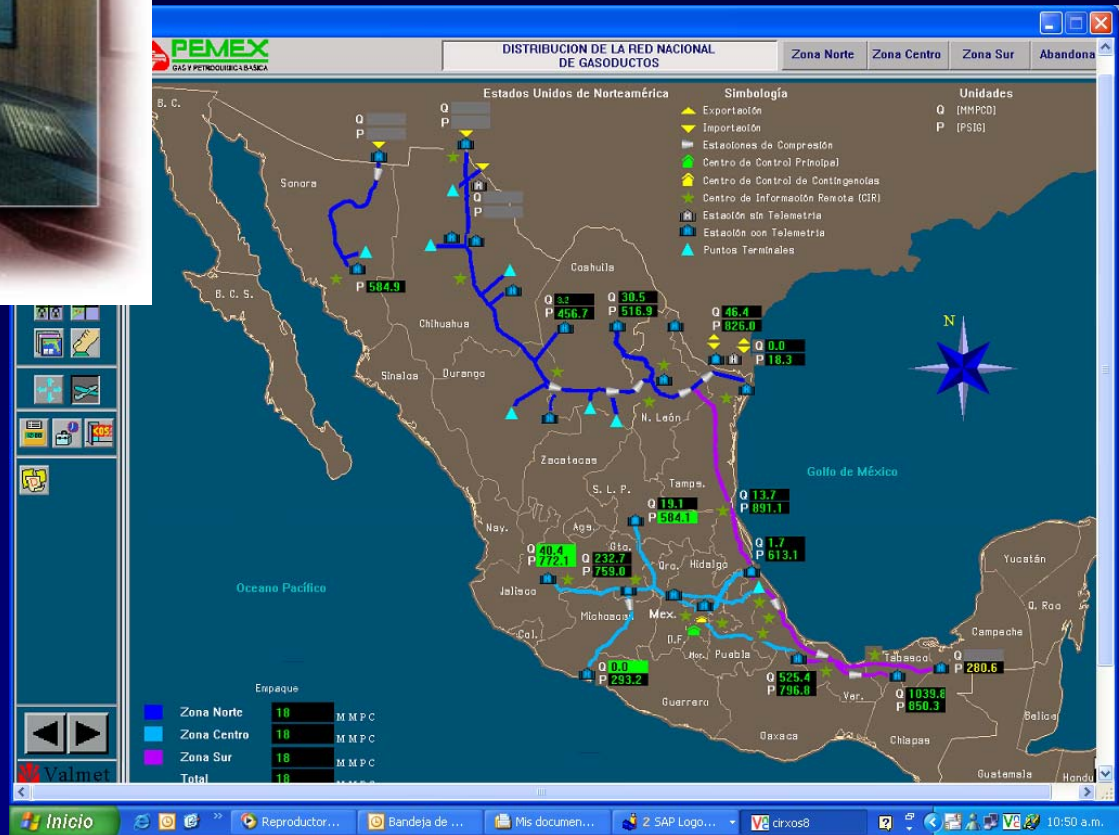 PEMEX
GAS Y PETROQUIMICA BASICA
DISTRIBUCION DE LA RED NACIONAL
DE GASODUCTOS
Zona Norte
Zona Centro
Zona Sur
Abandona
Estados Unidos de Norteamérica
Simbología
Exportación
Importación
Estaciones de Compresión
Centro de Control Principal
Centro de Control de Contingencias
Centro de Información Remota (CIR)
Estación sin Telemetria
Estación con Telemetria
Puntos Terminales
Unidades
Q [MMPCD]
P [PSIG]
B. C.
Q
P
Q
P
Sonora
Q
P
P 584.9
B. C. S.
Coahuila
Chihuahua
Q 3.2
P 456.7
Q 30.5
P 516.9
Q 46.4
P 826.0
Q 0.0
P 18.3
N
Sinaloa
Durango
N. León
Zacatecas
Golfo de México
S. L. P.
Tamps.
Q 19.1
P 584.1
Q 13.7
P 891.1
Nay.
Ags.
Q 40.4
P 772.1
Gto.
Q 232.7
P 759.0
Qro.
Hidalgo
Q 1.7
P 613.1
Yucatán
Oceano Pacífico
Jalisco
Michoacan
Mex.
Q. Roo
Campeche
Col.
D.F.
Mor.
Puebla
Tabasco
Q
P 280.6
Q 0.0
P 293.2
Q 525.4
P 796.8
Ver.
Q 1039.8
P 850.3
Guerrero
Oaxaca
Chiapas
Belice
Guatemala
Hondu
Empaque
Zona Norte 18 MMPC
Zona Centro 18 MMPC
Zona Sur 18 MMPC
Total 18 MMPC
Valmet
Inicio
Reproductor...
Bandeja de ...
Mis documen...
2 SAP Logo...
cirxos8
10:50 a.m.